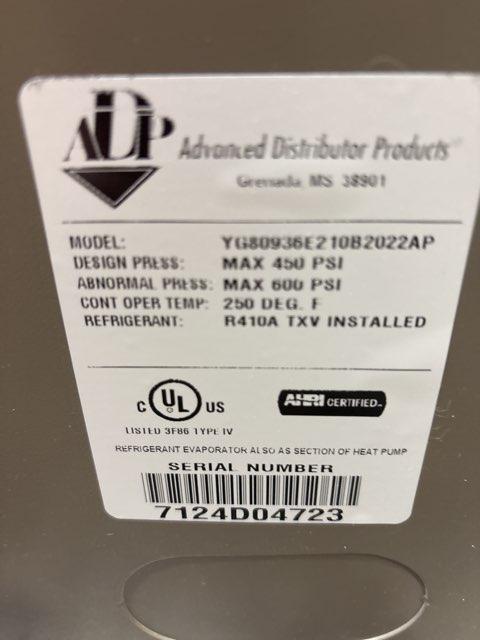 ADP Advanced Distributor Products
Grenada, MS 38901
MODEL: YG80936E210B2022AP
DESIGN PRESS: MAX 450 PSI
ABNORMAL PRESS: MAX 600 PSI
CONT OPER TEMP: 250 DEG. F
REFRIGERANT: R410A TXV INSTALLED
C UL US
AHRI CERTIFIED
LISTED 3F86 TYPE IV
REFRIGERANT EVAPORATOR ALSO AS SECTION OF HEAT PUMP
SERIAL NUMBER
7124D04723